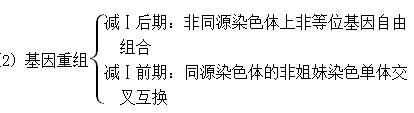 减Ⅰ后期：非同源染色体上非等位基因自由
组合
2）基因重组
减Ⅰ前期：同源染色体的非姐妹染色单体交
叉互换